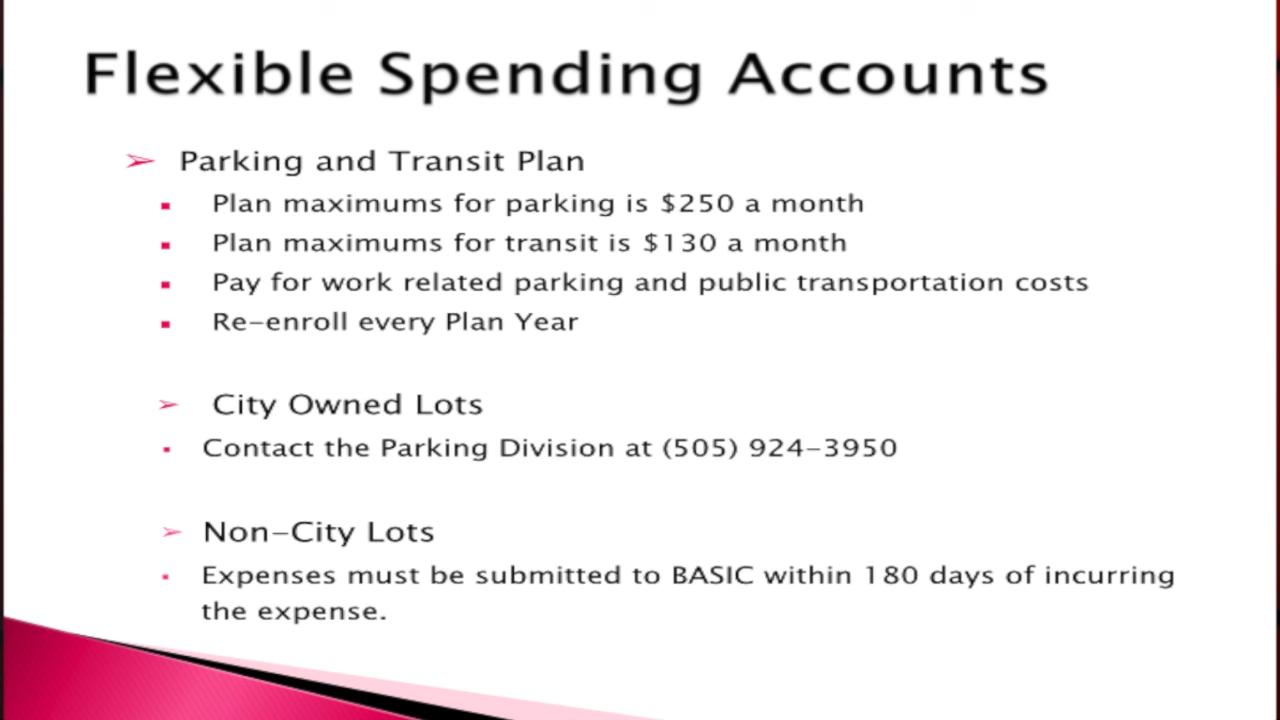 Flexible Spending Accounts
➢ Parking and Transit Plan
▪ Plan maximums for parking is $250 a month
▪ Plan maximums for transit is $130 a month
▪ Pay for work related parking and public transportation costs
▪ Re-enroll every Plan Year
➢ City Owned Lots
▪ Contact the Parking Division at (505) 924-3950
➢ Non-City Lots
▪ Expenses must be submitted to BASIC within 180 days of incurring
the expense.